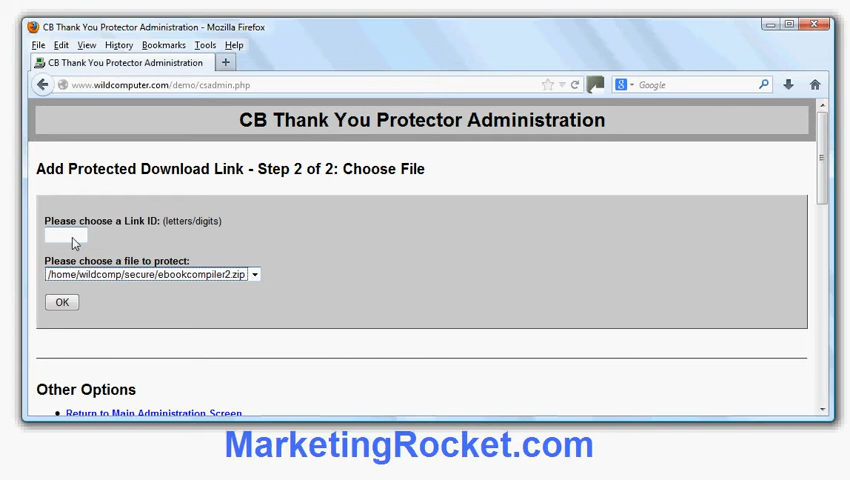 CB Thank You Protector Administration - Mozilla Firefox
File Edit View History Bookmarks Tools Help
CB Thank You Protector Administration +
www.wildcomputer.com/demo/csadmin.php
Google
CB Thank You Protector Administration
Add Protected Download Link - Step 2 of 2: Choose File
Please choose a Link ID: (letters/digits)
Please choose a file to protect:
/home/wildcomp/secure/ebookcompiler2.zip
OK
Other Options
Return to Main Administration Screen
MarketingRocket.com